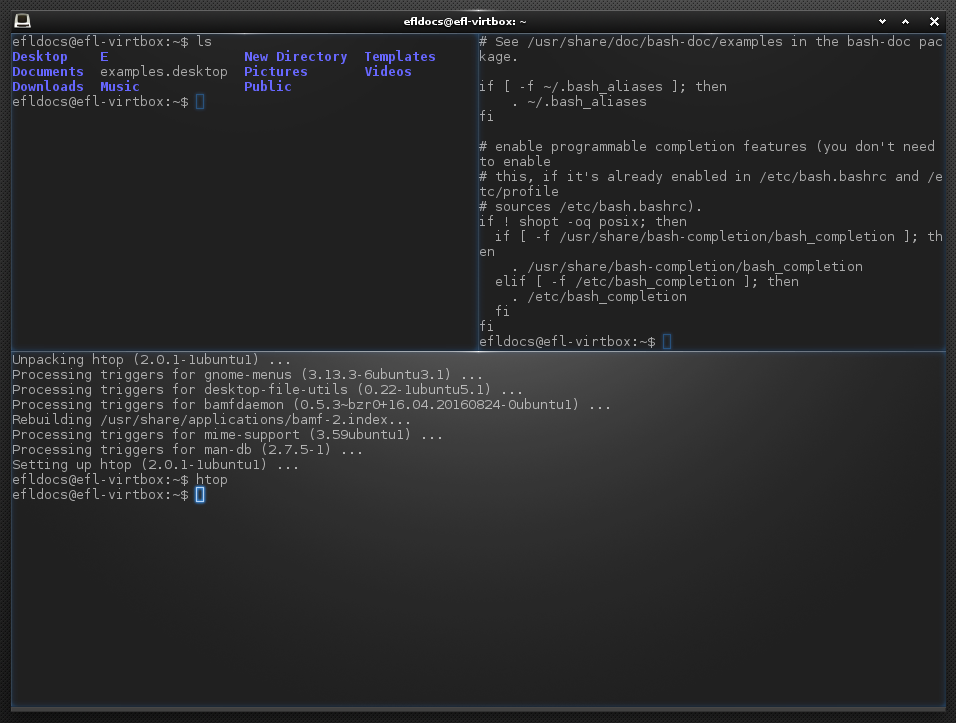 efldocs@efl-virtbox: ~
efldocs@efl-virtbox:~$ ls
Desktop    E                 New Directory  Templates
Documents  examples.desktop  Pictures       Videos
Downloads  Music             Public
efldocs@efl-virtbox:~$
# See /usr/share/doc/bash-doc/examples in the bash-doc pac
kage.
if [ -f ~/.bash_aliases ]; then
    . ~/.bash_aliases
fi
# enable programmable completion features (you don't need
to enable
# this, if it's already enabled in /etc/bash.bashrc and /e
tc/profile
# sources /etc/bash.bashrc).
if ! shopt -oq posix; then
  if [ -f /usr/share/bash-completion/bash_completion ]; th
en
    . /usr/share/bash-completion/bash_completion
  elif [ -f /etc/bash_completion ]; then
    . /etc/bash_completion
  fi
fi
efldocs@efl-virtbox:~$
Unpacking htop (2.0.1-1ubuntu1) ...
Processing triggers for gnome-menus (3.13.3-6ubuntu3.1) ...
Processing triggers for desktop-file-utils (0.22-1ubuntu5.1) ...
Processing triggers for bamfdaemon (0.5.3~bzr0+16.04.20160824-0ubuntu1) ...
Rebuilding /usr/share/applications/bamf-2.index...
Processing triggers for mime-support (3.59ubuntu1) ...
Processing triggers for man-db (2.7.5-1) ...
Setting up htop (2.0.1-1ubuntu1) ...
efldocs@efl-virtbox:~$ htop
efldocs@efl-virtbox:~$